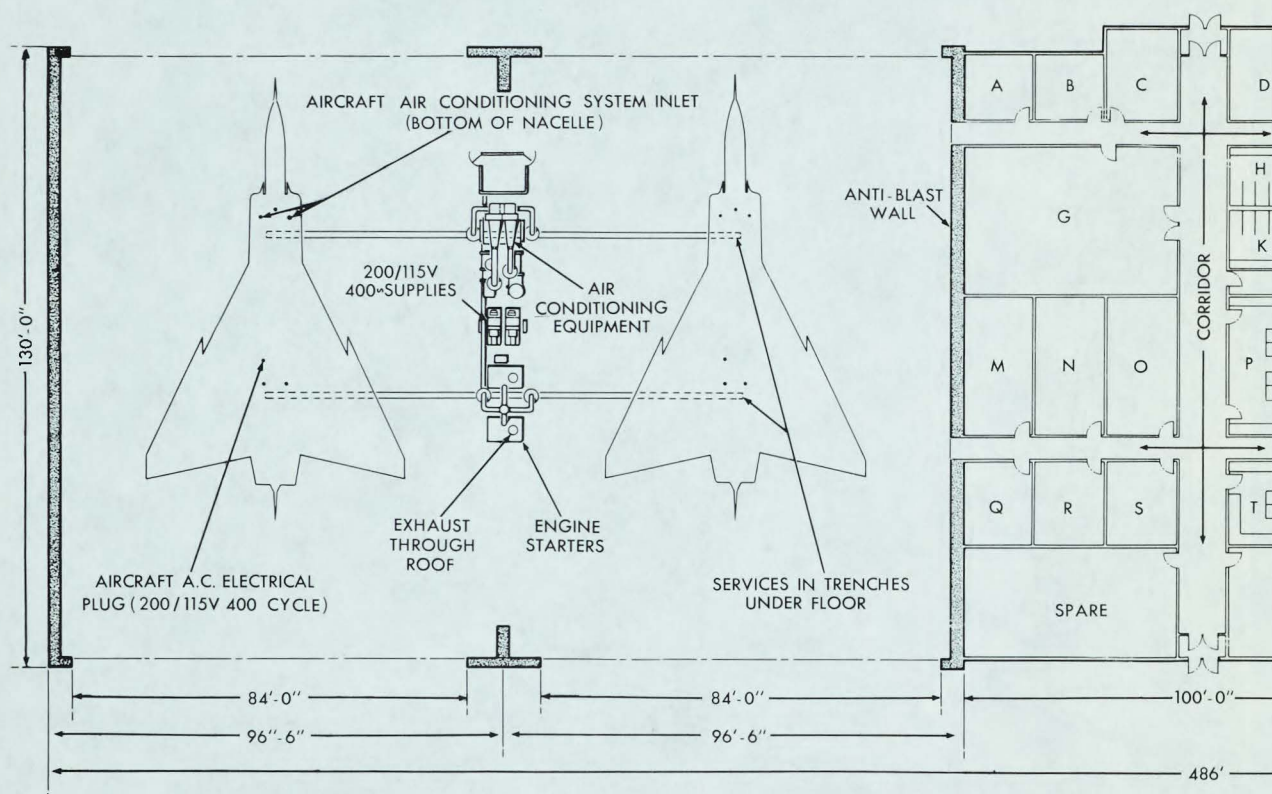 A
B
C
D
AIRCRAFT AIR CONDITIONING SYSTEM INLET
(BOTTOM OF NACELLE)
ANTI-BLAST
WALL
G
H
K
200/115V
400~SUPPLIES
AIR
CONDITIONING
EQUIPMENT
CORRIDOR
130'-0"
M
N
O
P
Q
R
S
T
EXHAUST
THROUGH
ROOF
ENGINE
STARTERS
AIRCRAFT A.C. ELECTRICAL
PLUG (200/115V 400 CYCLE)
SERVICES IN TRENCHES
UNDER FLOOR
SPARE
84'-0"
84'-0"
100'-0"
96"-6"
96'-6"
486'